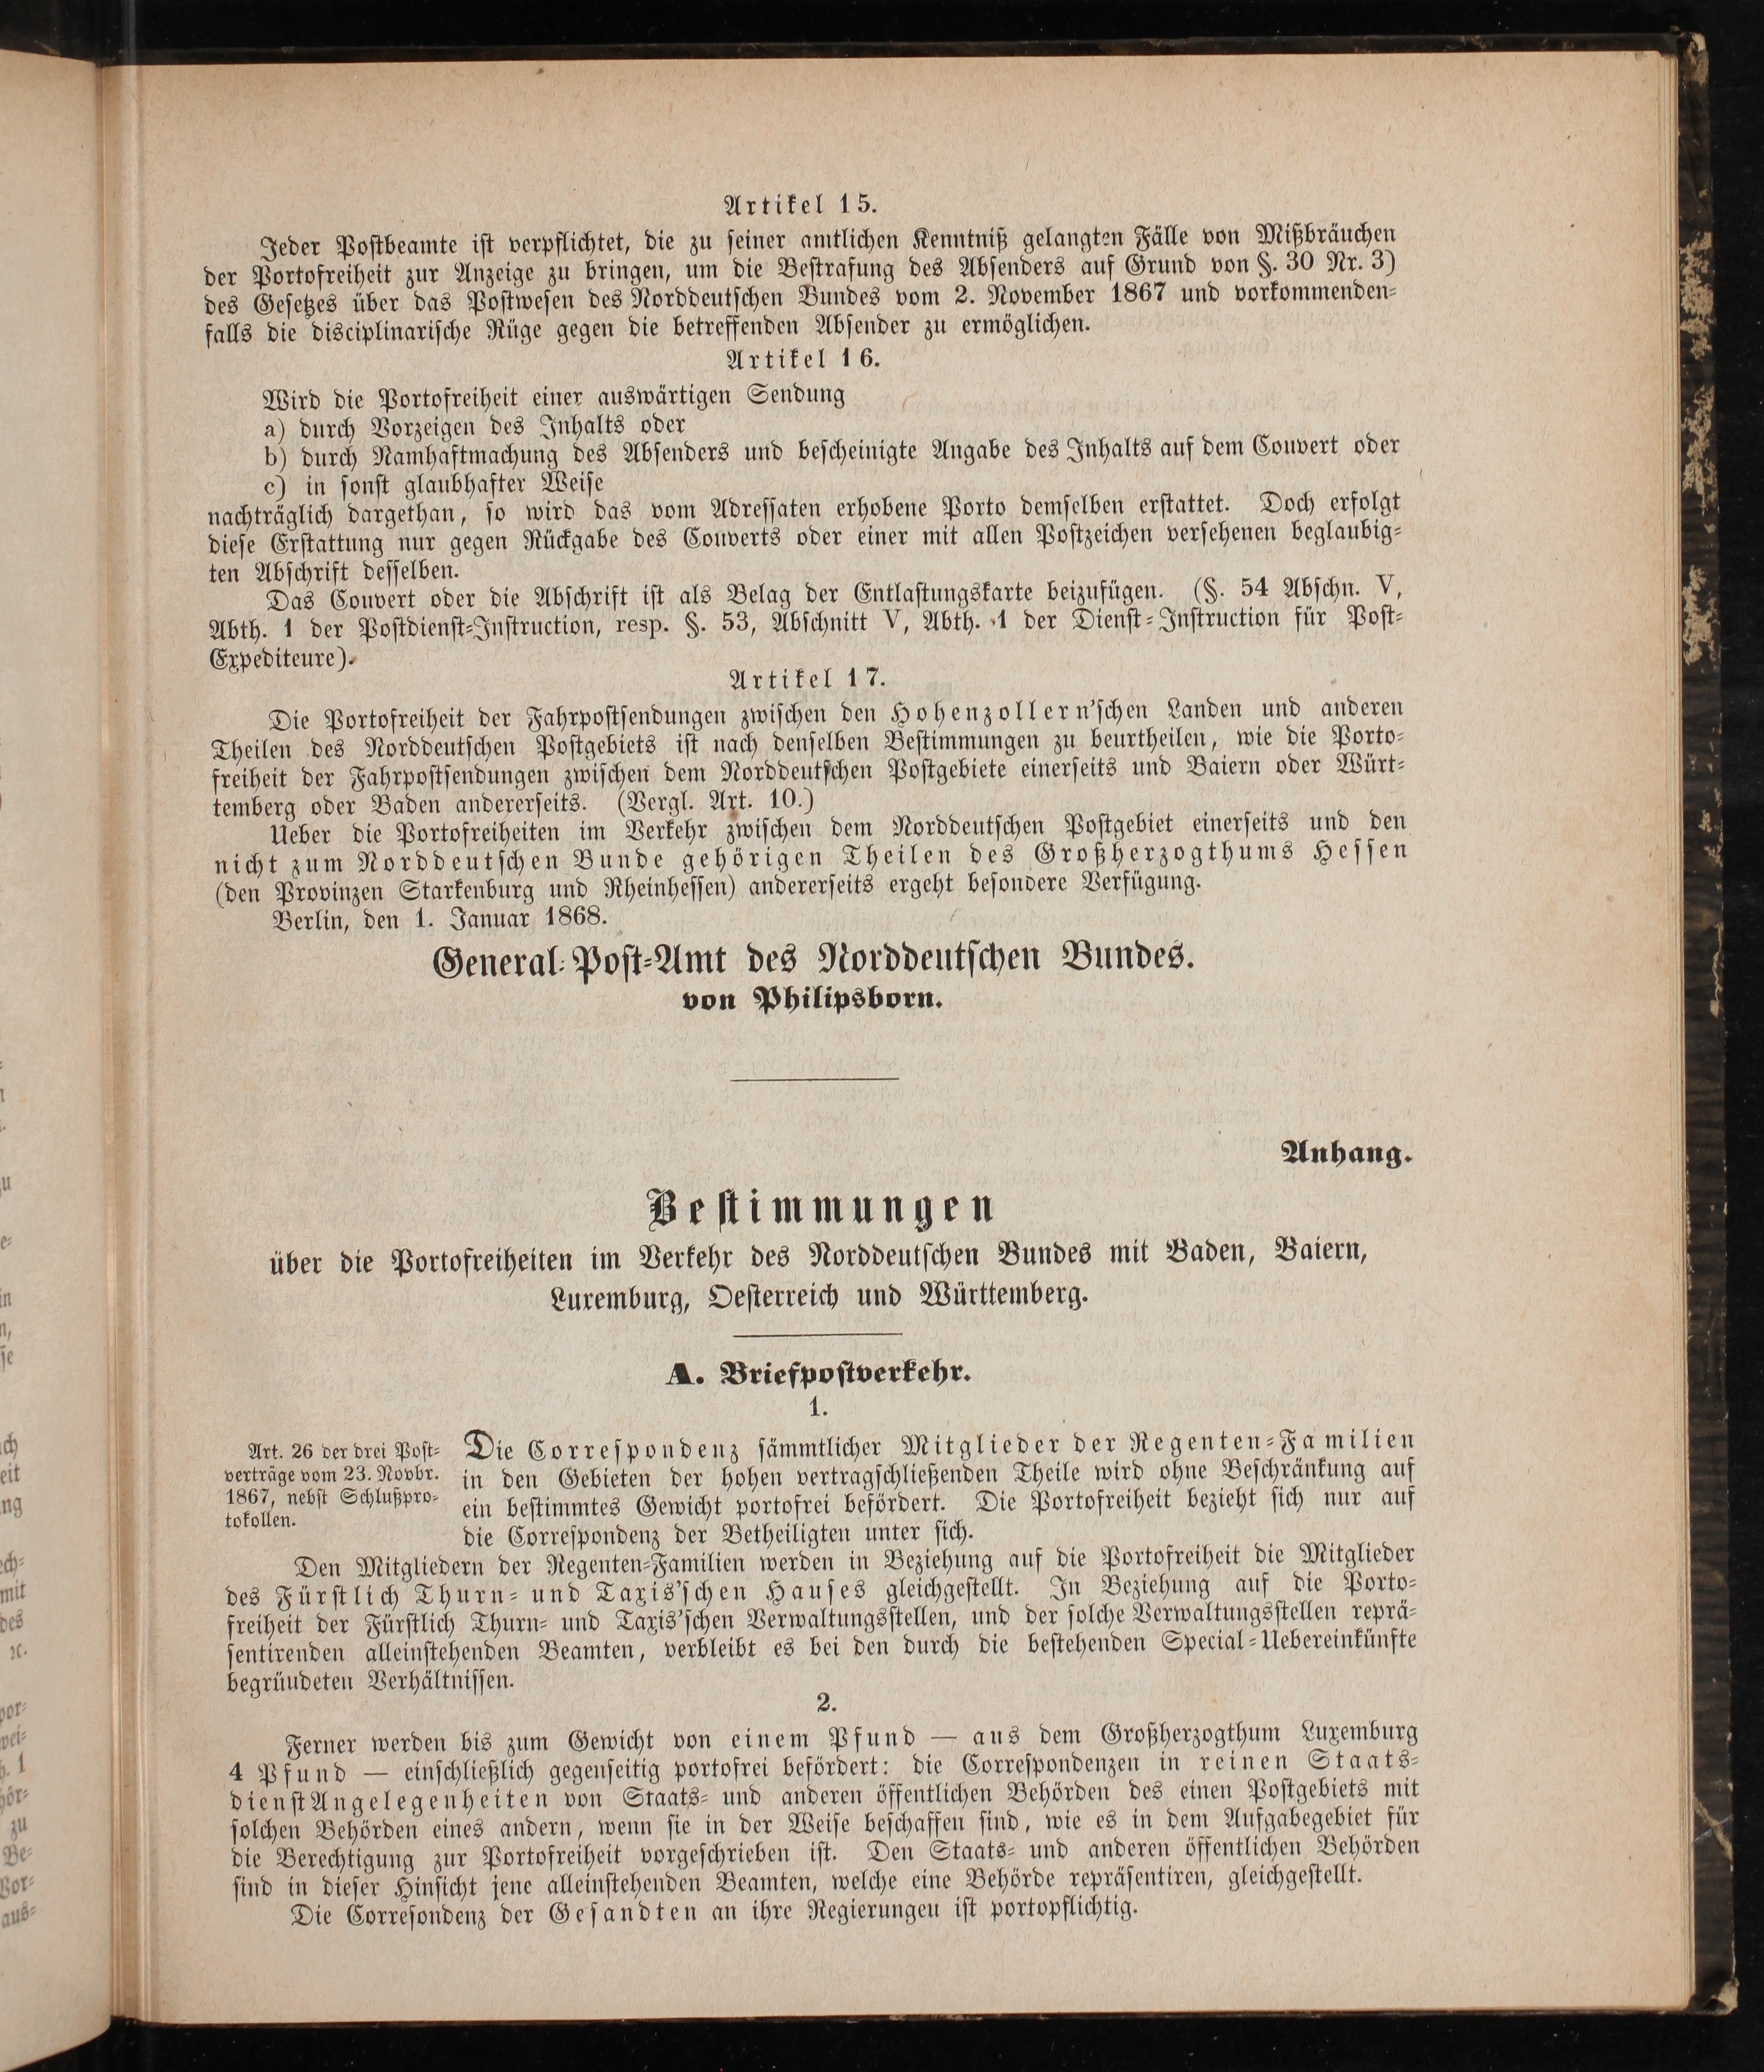 Artikel 15.
Jeder Postbeamte ist verpflichtet, die zu seiner amtlichen Kenntniß gelangten Fälle von Mißbräuchen
der Portofreiheit zur Anzeige zu bringen, um die Bestrafung des Absenders auf Grund von §. 30 Nr. 3)
des Gesetzes über das Postwesen des Norddeutschen Bundes vom 2. November 1867 und vorkommenden-
falls die disciplinarische Rüge gegen die betreffenden Absender zu ermöglichen.
Artikel 16.
Wird die Portofreiheit einer auswärtigen Sendung
a) durch Vorzeigen des Inhalts oder
b) durch Namhaftmachung des Absenders und bescheinigte Angabe des Inhalts auf dem Couvert oder
c) in sonst glaubhafter Weise
nachträglich dargethan, so wird das vom Adressaten erhobene Porto demselben erstattet. Doch erfolgt
diese Erstattung nur gegen Rückgabe des Couverts oder einer mit allen Postzeichen versehenen beglaubig-
ten Abschrift desselben.
Das Couvert oder die Abschrift ist als Belag der Entlastungskarte beizufügen. (§. 54 Abschn. V,
Abth. 1 der Postdienst-Instruction, resp. §. 53, Abschnitt V, Abth. 1 der Dienst-Instruction für Post-
Expediteure).
Artikel 17.
Die Portofreiheit der Fahrpostsendungen zwischen den Hohenzollern'schen Landen und anderen
Theilen des Norddeutschen Postgebiets ist nach denselben Bestimmungen zu beurtheilen, wie die Porto-
freiheit der Fahrpostsendungen zwischen dem Norddeutschen Postgebiete einerseits und Baiern oder Würt-
temberg oder Baden andererseits. (Vergl. Art. 10.)
Ueber die Portofreiheiten im Verkehr zwischen dem Norddeutschen Postgebiet einerseits und den
nicht zum Norddeutschen Bunde gehörigen Theilen des Großherzogthums Hessen
(den Provinzen Starkenburg und Rheinhessen) andererseits ergeht besondere Verfügung.
Berlin, den 1. Januar 1868.
General-Post-Amt des Norddeutschen Bundes.
von Philipsborn.
Anhang.
Bestimmungen
über die Portofreiheiten im Verkehr des Norddeutschen Bundes mit Baden, Baiern,
Luxemburg, Oesterreich und Württemberg.
A. Briefpostverkehr.
1.
Art. 26 der drei Post-
verträge vom 23. Novbr.
1867, nebst Schlußpro-
tokollen.
Die Correspondenz sämmtlicher Mitglieder der Regenten-Familien
in den Gebieten der hohen vertragschließenden Theile wird ohne Beschränkung auf
ein bestimmtes Gewicht portofrei befördert. Die Portofreiheit bezieht sich nur auf
die Correspondenz der Betheiligten unter sich.
Den Mitgliedern der Regenten-Familien werden in Beziehung auf die Portofreiheit die Mitglieder
des Fürstlich Thurn- und Taxis'schen Hauses gleichgestellt. In Beziehung auf die Porto-
freiheit der Fürstlich Thurn- und Taxis'schen Verwaltungsstellen, und der solche Verwaltungsstellen reprä-
sentirenden alleinstehenden Beamten, verbleibt es bei den durch die bestehenden Special-Uebereinkünfte
begrüudeten Verhältnissen.
2.
Ferner werden bis zum Gewicht von einem Pfund — aus dem Großherzogthum Luxemburg
4 Pfund — einschließlich gegenseitig portofrei befördert: die Correspondenzen in reinen Staats-
dienstAngelegenheiten von Staats- und anderen öffentlichen Behörden des einen Postgebiets mit
solchen Behörden eines andern, wenn sie in der Weise beschaffen sind, wie es in dem Aufgabegebiet für
die Berechtigung zur Portofreiheit vorgeschrieben ist. Den Staats- und anderen öffentlichen Behörden
sind in dieser Hinsicht jene alleinstehenden Beamten, welche eine Behörde repräsentiren, gleichgestellt.
Die Corresondenz der Gesandten an ihre Regierungeu ist portopflichtig.